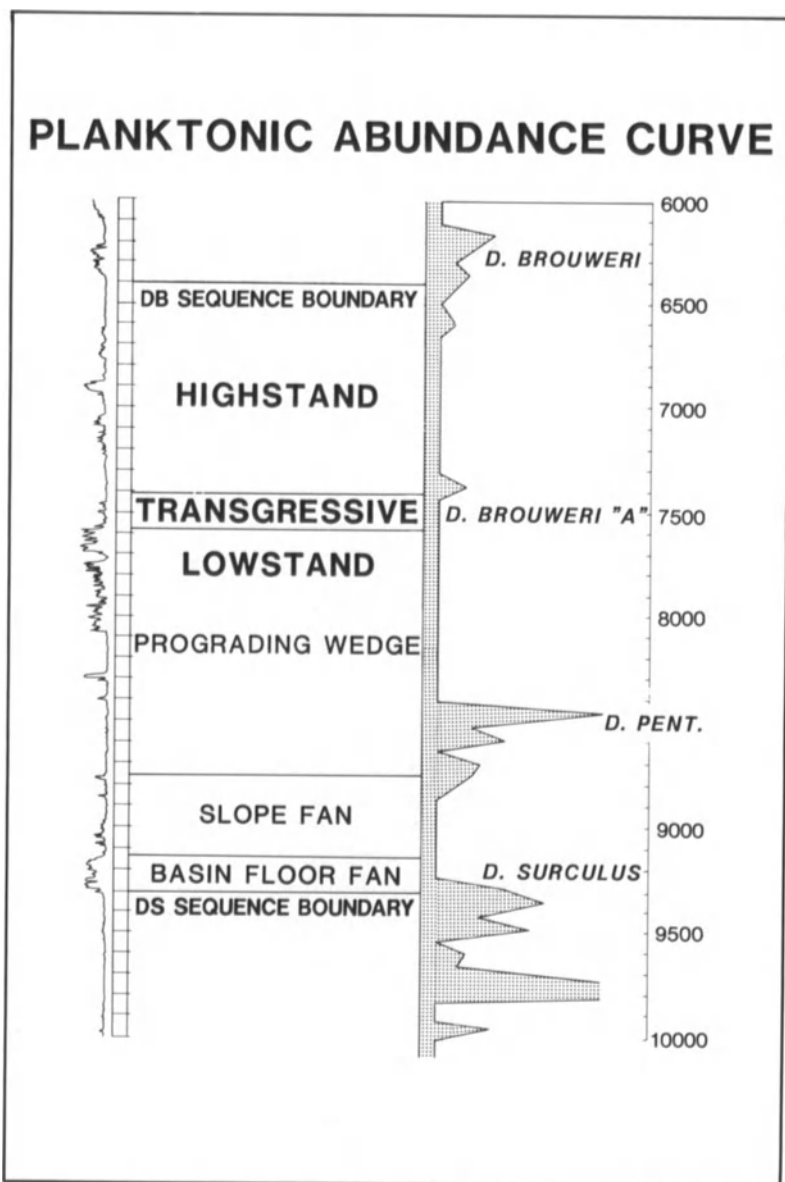 PLANKTONIC ABUNDANCE CURVE
6000
D. BROUWERI
DB SEQUENCE BOUNDARY
6500
HIGHSTAND
7000
TRANSGRESSIVE
D. BROUWERI "A"
7500
LOWSTAND
8000
PROGRADING WEDGE
D. PENT.
8500
SLOPE FAN
9000
BASIN FLOOR FAN
D. SURCULUS
DS SEQUENCE BOUNDARY
9500
10000